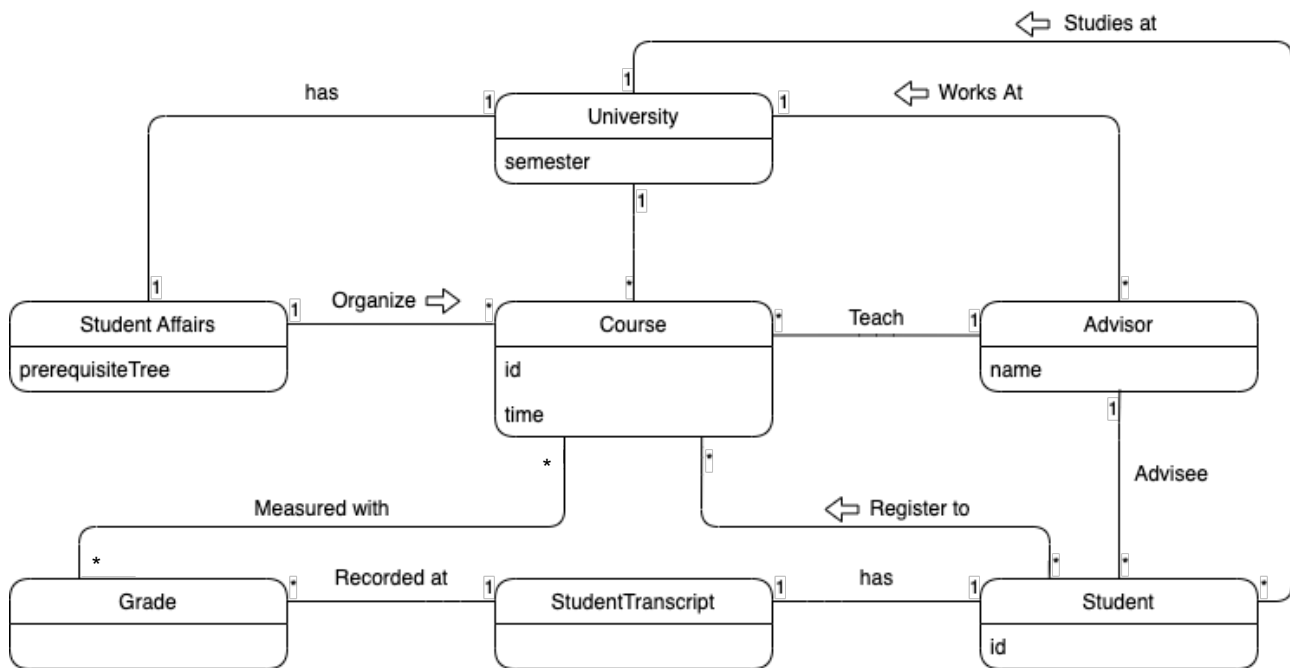 Studies at
has
1
1
1
Works At
University
semester
1
1
*
*
Student Affairs
prerequisiteTree
1
Organize
*
Course
id
time
*
Teach
1
Advisor
name
*
*
1
Advisee
Measured with
Register to
*
*
*
Grade
*
Recorded at
1
StudentTranscript
1
has
1
Student
id
*